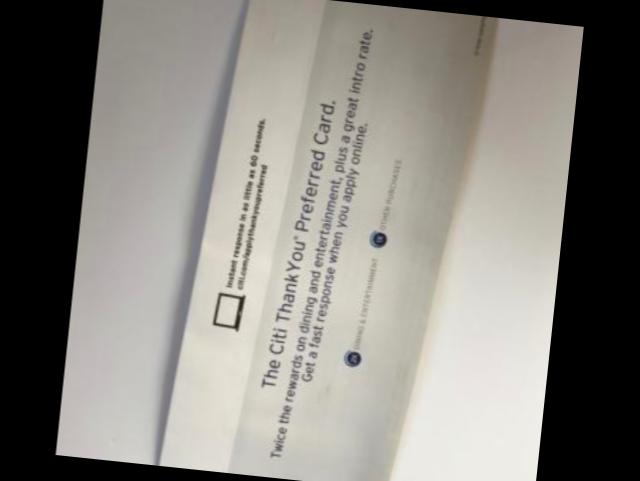 Instant response in as little as 60 seconds.
citi.com/applythankyoupreferred
The Citi ThankYou® Preferred Card.
Twice the rewards on dining and entertainment, plus a great intro rate.
Get a fast response when you apply online.
2X DINING & ENTERTAINMENT
1X OTHER PURCHASES